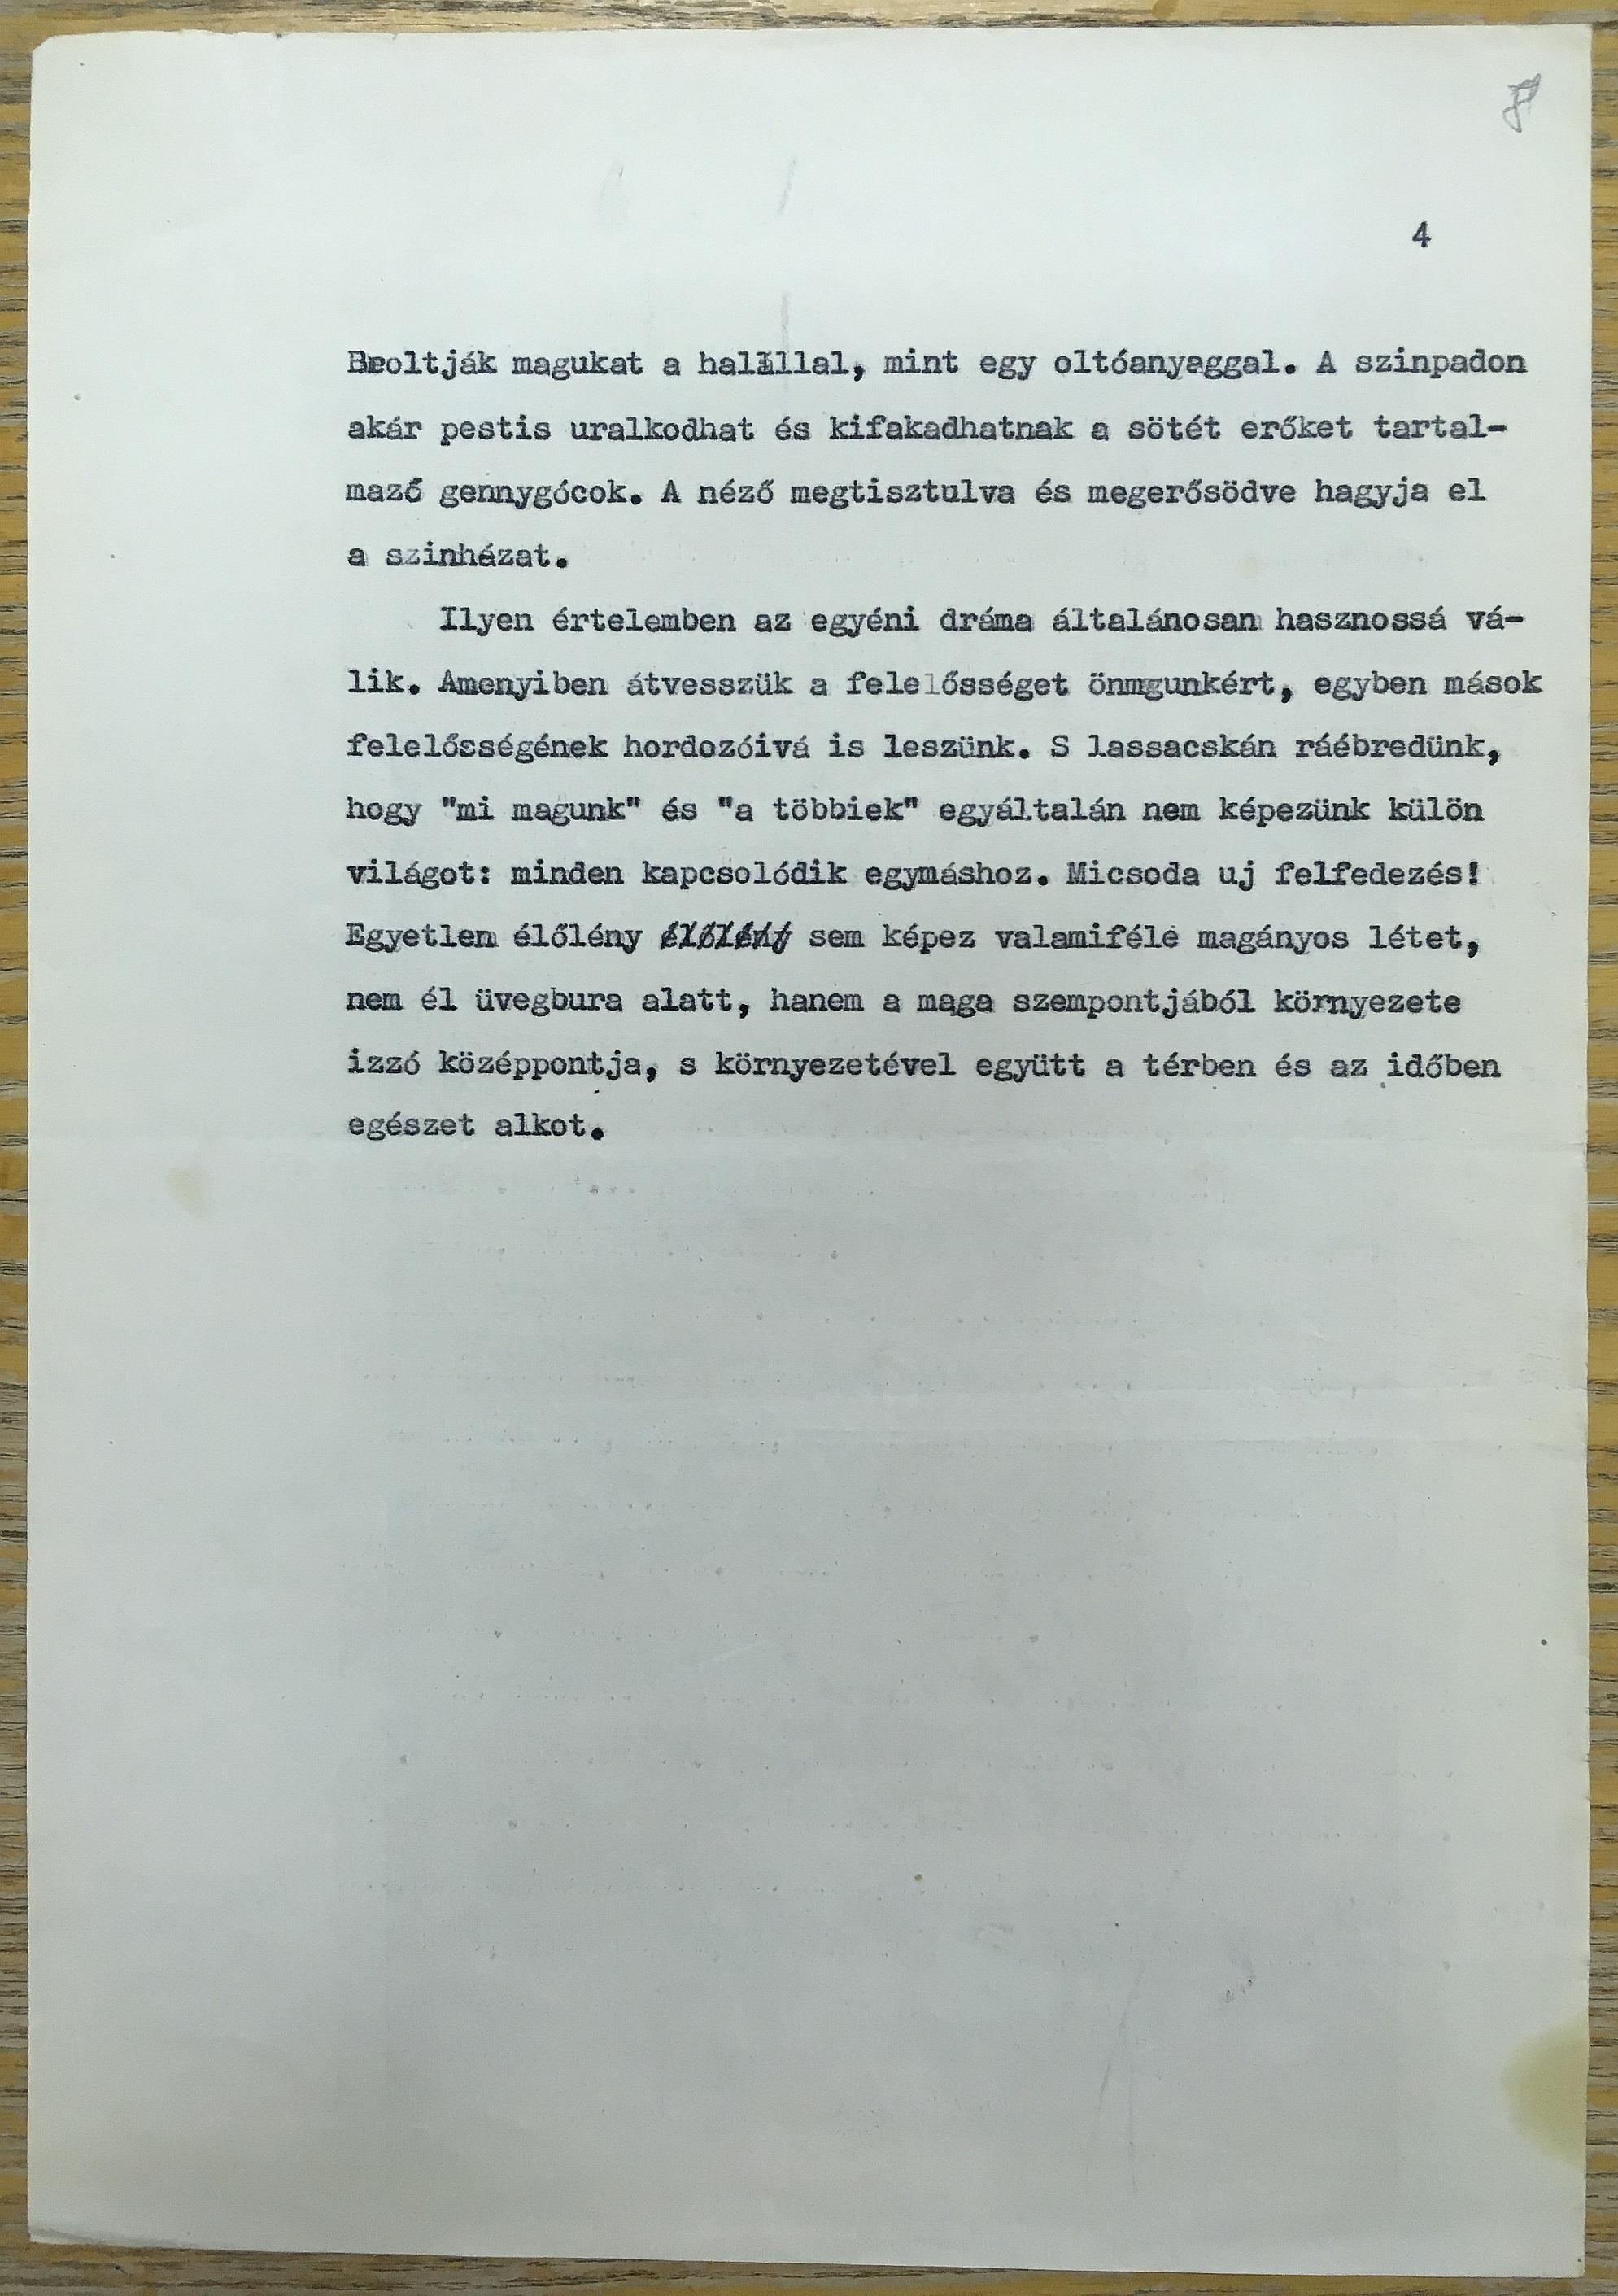 8
4
Beoltják magukat a halállal, mint egy oltóanyaggal. A szinpadon
akár pestis uralkodhat és kifakadhatnak a sötét erőket tartal-
mazó gennygócok. A néző megtisztulva és megerősödve hagyja el
a szinházat.
Ilyen értelemben az egyéni dráma általánosan hasznossá vá-
lik. Amenyiben átvesszük a felelősséget önmgunkért, egyben mások
felelősségének hordozóivá is leszünk. S lassacskán ráébredünk,
hogy "mi magunk" és "a többiek" egyáltalán nem képezünk külön
világot: minden kapcsolódik egymáshoz. Micsoda uj felfedezés!
Egyetlen élőlény élőlény sem képez valamiféle magányos létet,
nem él üvegbura alatt, hanem a maga szempontjából környezete
izzó középpontja, s környezetével együtt a térben és az időben
egészet alkot.